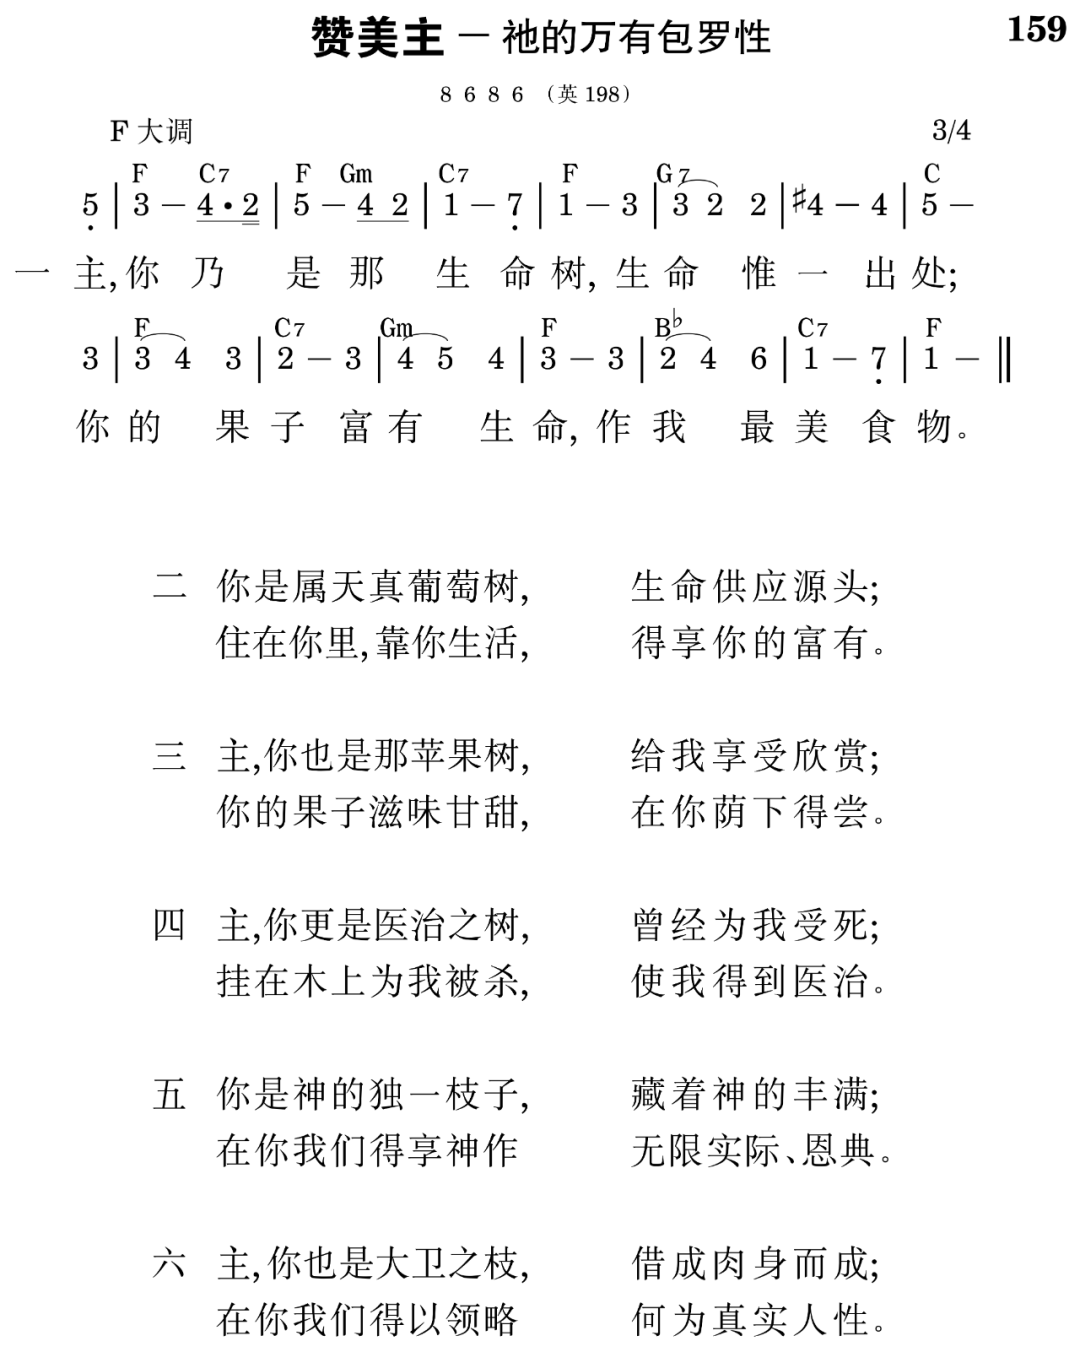 赞美主 — 祂的万有包罗性 159
8 6 8 6 （英 198）
F 大调 3/4
F C7 F Gm C7 F G7 C
5̣ | 3 – 4 • 2 | 5 – 4 2 | 1 – 7̣ | 1 – 3 | 3 2 2 | ♯4 – 4 | 5 –
一 主,你 乃 是 那 生 命 树, 生 命 惟 一 出 处;
F C7 Gm F B♭ C7 F
3 | 3 4 3 | 2 – 3 | 4 5 4 | 3 – 3 | 2 4 6 | 1 – 7̣ | 1 – ‖
你 的 果 子 富 有 生 命, 作 我 最 美 食 物。
二 你是属天真葡萄树, 生命供应源头;
住在你里,靠你生活, 得享你的富有。
三 主,你也是那苹果树, 给我享受欣赏;
你的果子滋味甘甜, 在你荫下得尝。
四 主,你更是医治之树, 曾经为我受死;
挂在木上为我被杀, 使我得到医治。
五 你是神的独一枝子, 藏着神的丰满;
在你我们得享神作 无限实际、恩典。
六 主,你也是大卫之枝, 借成肉身而成;
在你我们得以领略 何为真实人性。